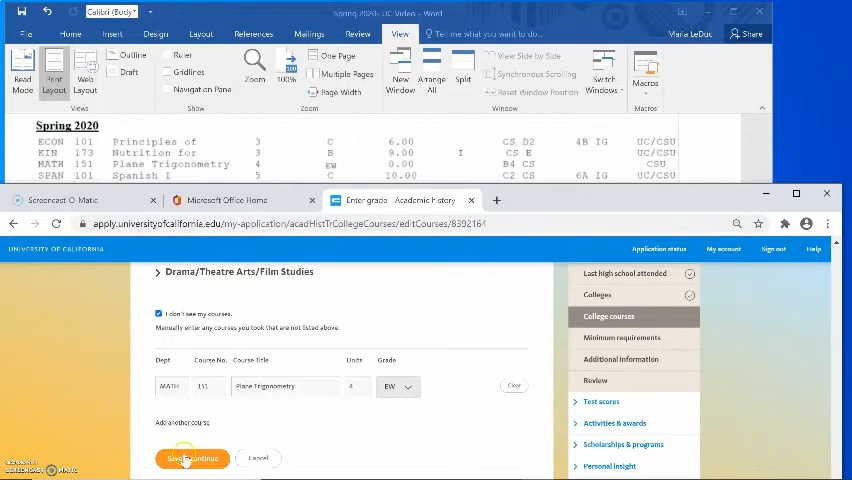 Calibri (Body
Spring 2020- UC Video - Word
File Home Insert Design Layout References Mailings Review View Tell me what you want to do... Maria LeDuc Share
Read Mode
Print Layout
Web Layout
Outline
Draft
Views
Ruler
Gridlines
Navigation Pane
Show
Zoom
100%
One Page
Multiple Pages
Page Width
Zoom
New Window
Arrange All
Split
View Side by Side
Synchronous Scrolling
Reset Window Position
Window
Switch Windows
Macros
Macros
Spring 2020
ECON 101 Principles of 3 C 6.00 CS D2 4B IG UC/CSU
KIN 173 Nutrition for 3 B 9.00 I CS E UC/CSU
MATH 151 Plane Trigonometry 4 EW 0.00 B4 CS CSU
SPAN 101 Spanish I 5 C 10.00 C2 CS 6A IG UC/CSU
Screencast-O-Matic
Microsoft Office Home
Enter grade - Academic history
apply.universityofcalifornia.edu/my-application/acadHistTrCollegeCourses/editCourses/8392164
UNIVERSITY OF CALIFORNIA Application status My account Sign out Help
Drama/Theatre Arts/Film Studies
I don't see my courses.
Manually enter any courses you took that are not listed above.
Dept Course No. Course Title Units Grade
MATH 151 Plane Trigonometry 4 EW Clear
Add another course
Cancel
Last high school attended
Colleges
College courses
Minimum requirements
Additional information
Review
Test scores
Activities & awards
Scholarships & programs
Personal insight
RECORDED WITH
SCREENCAST MATIC